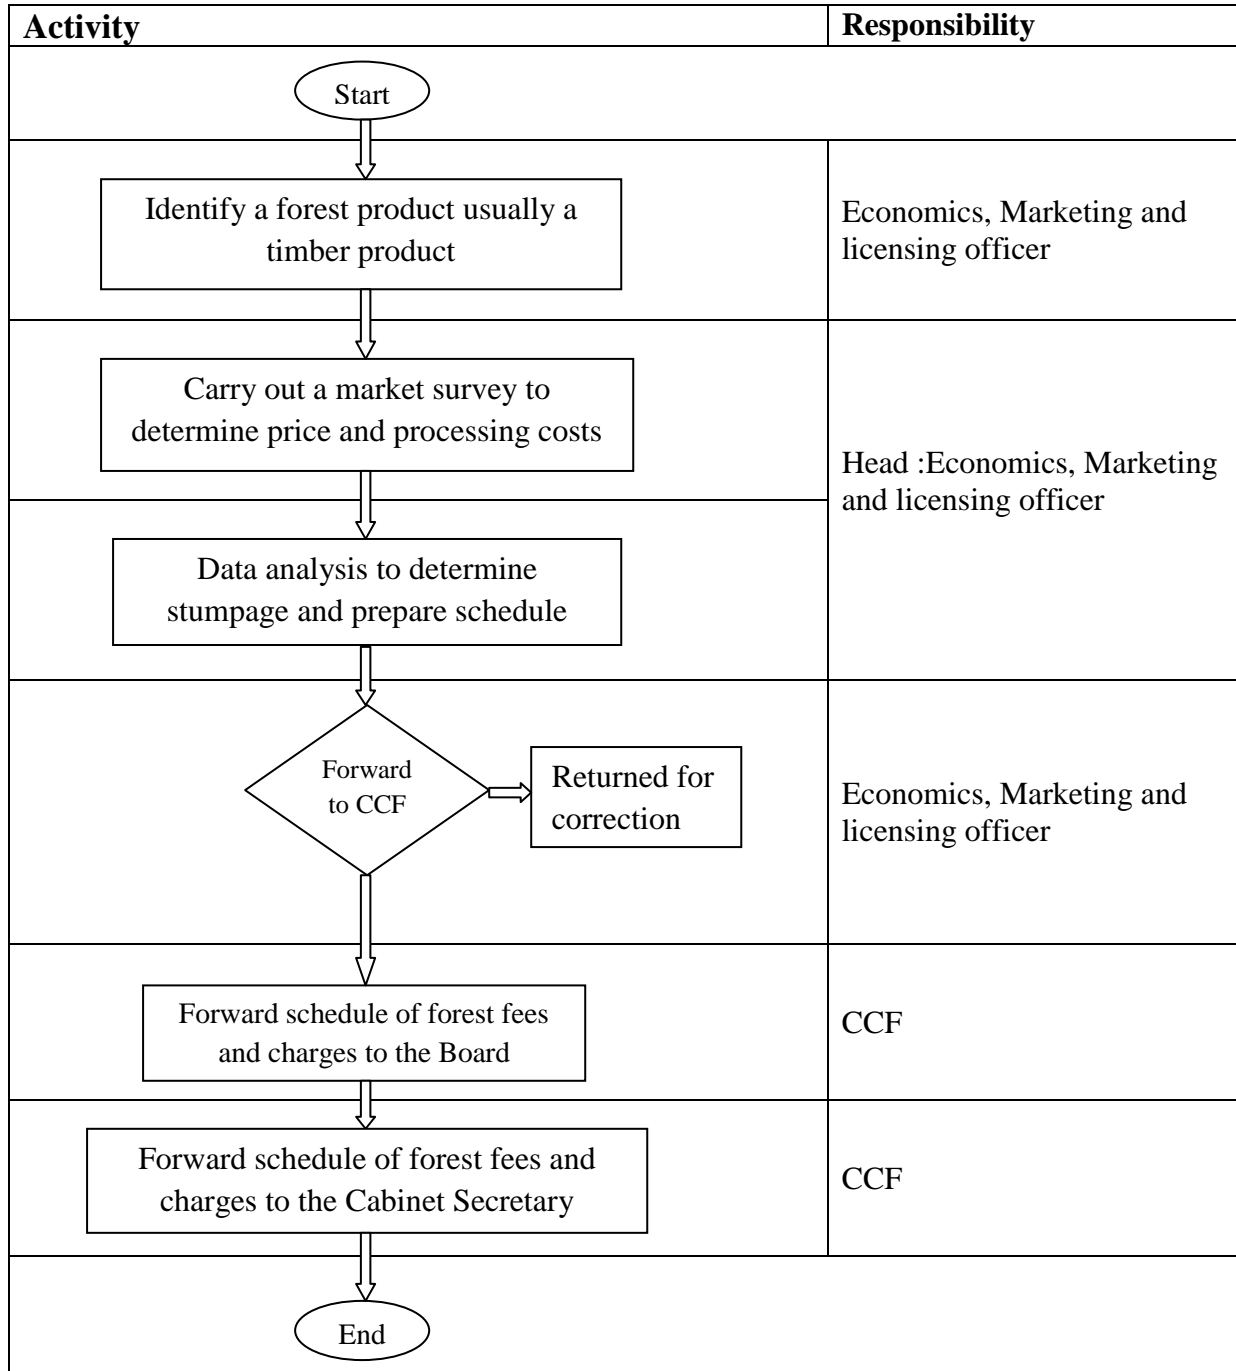 Activity
Responsibility
Start
Identify a forest product usually a
timber product
Economics, Marketing and
licensing officer
Carry out a market survey to
determine price and processing costs
Head :Economics, Marketing
and licensing officer
Data analysis to determine
stumpage and prepare schedule
Forward
to CCF
Returned for
correction
Economics, Marketing and
licensing officer
Forward schedule of forest fees
and charges to the Board
CCF
Forward schedule of forest fees and
charges to the Cabinet Secretary
CCF
End